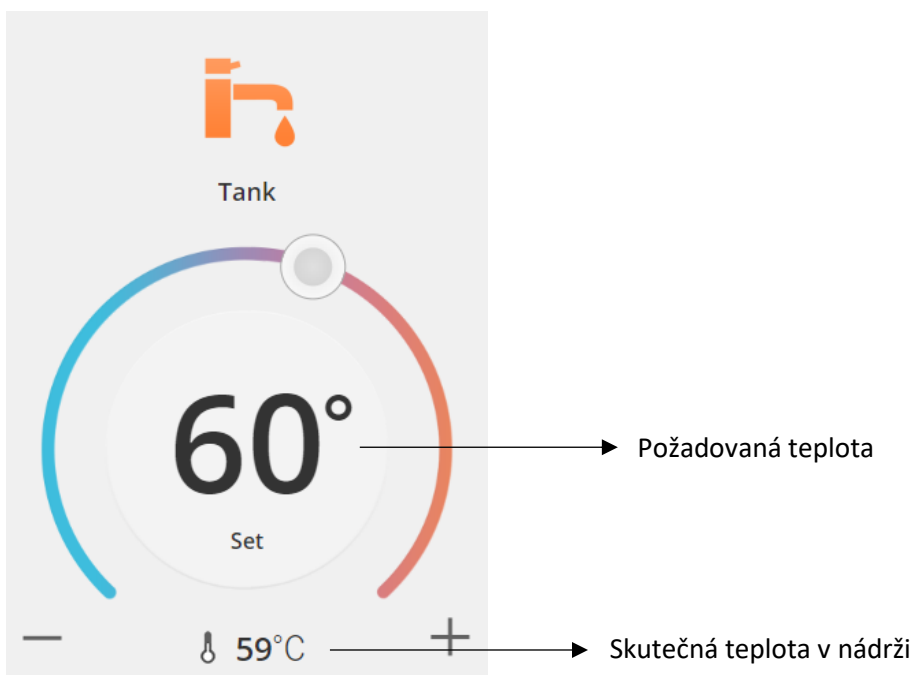 Tank
60°
Požadovaná teplota
Set
− 59°C +
Skutečná teplota v nádrži